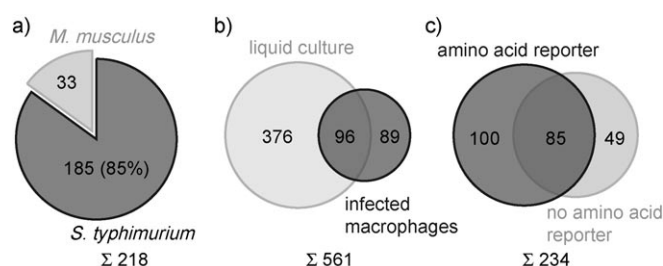 a)
M. musculus
33
185 (85%)
S. typhimurium
Σ 218
b)
liquid culture
376
96
89
infected
macrophages
Σ 561
c)
amino acid reporter
100
85
49
no amino acid
reporter
Σ 234